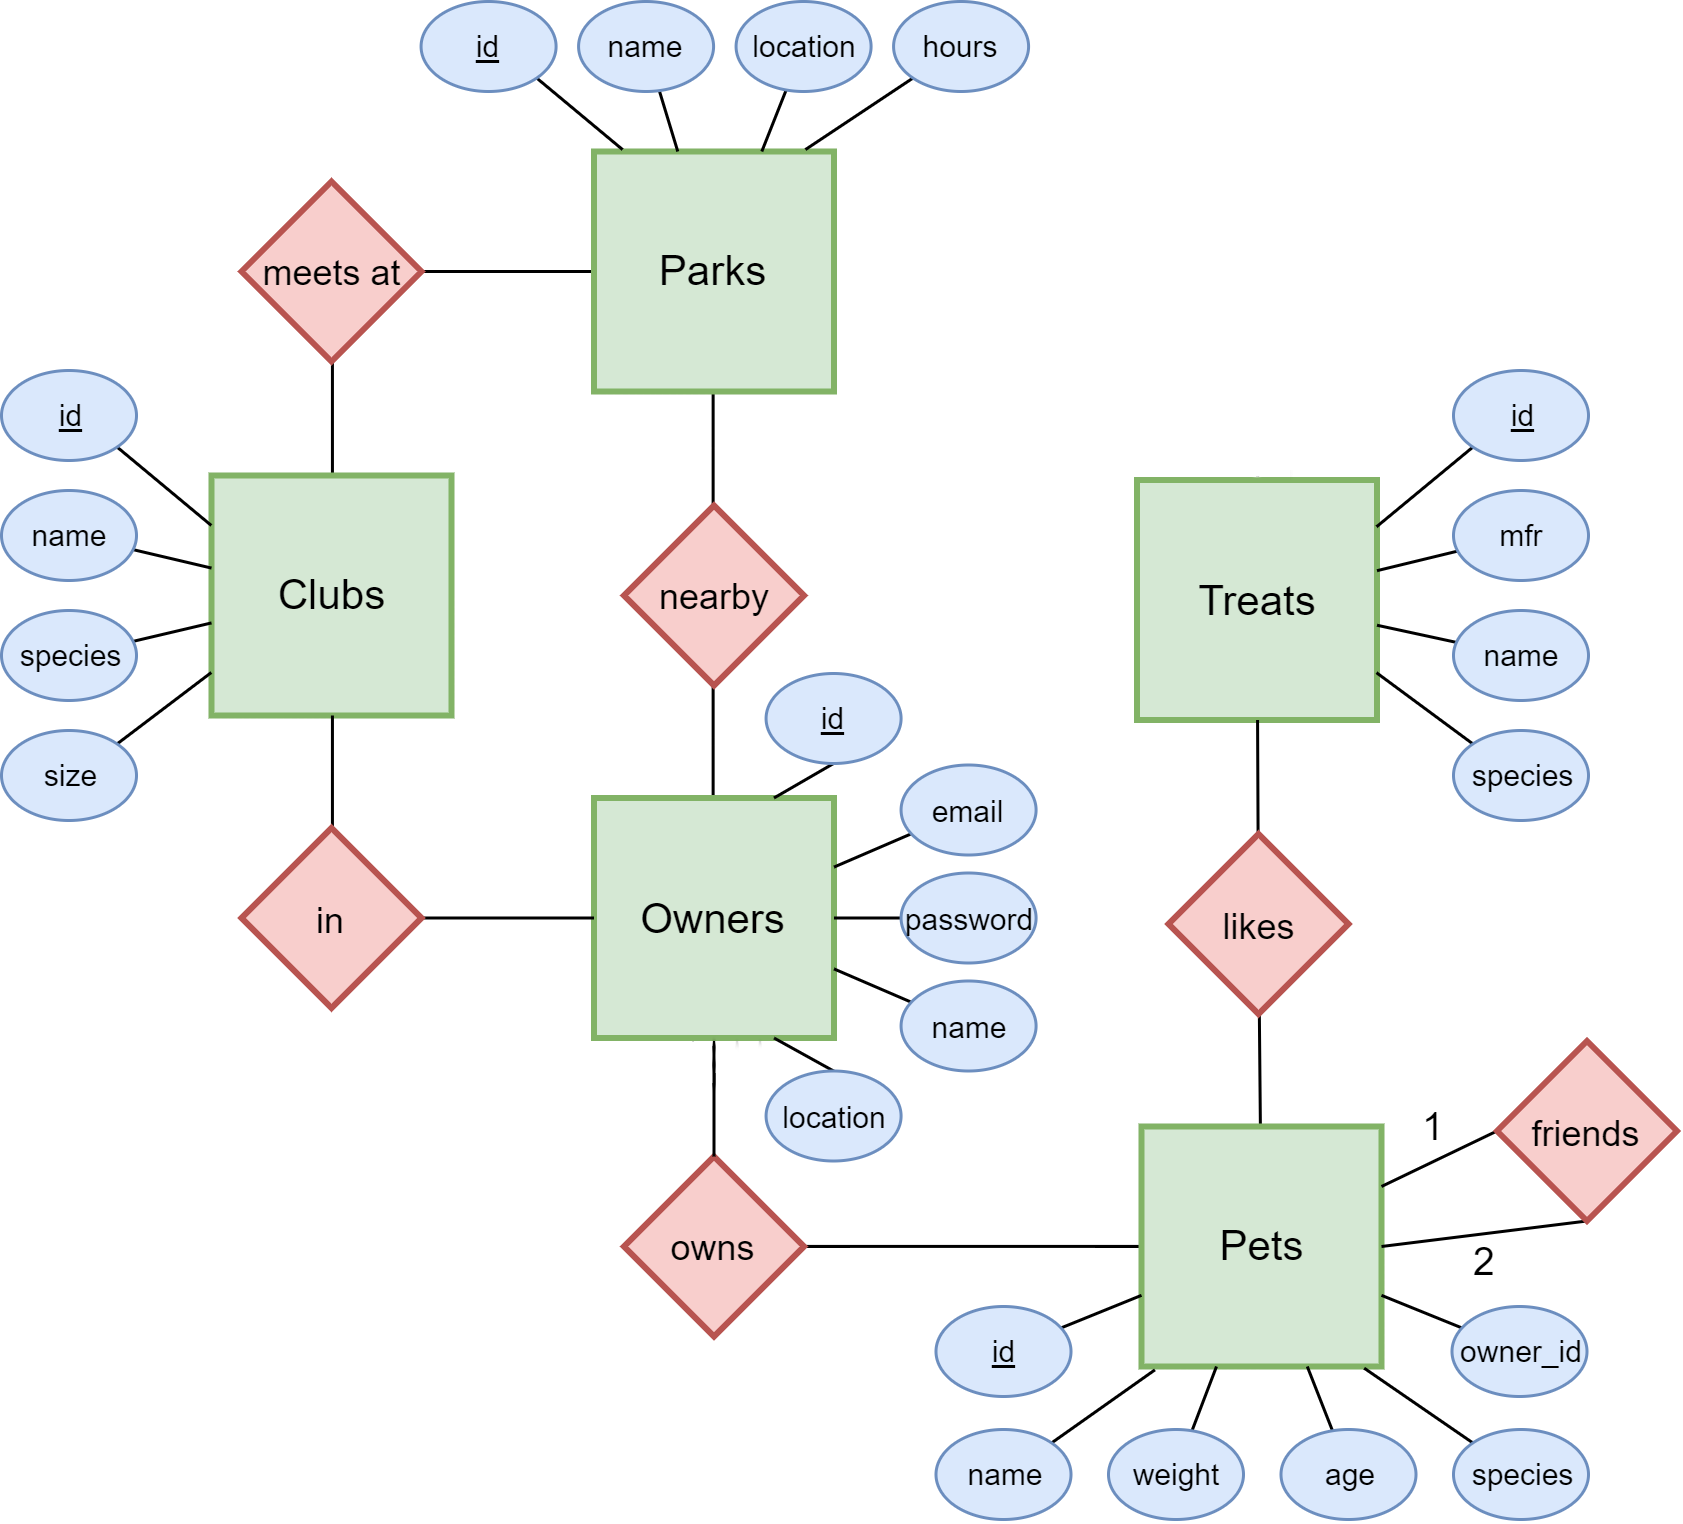 id
name
location
hours
Parks
meets at
id
name
species
size
Clubs
nearby
Treats
id
mfr
name
species
in
Owners
id
email
password
name
location
likes
friends
1
2
owns
Pets
id
owner_id
name
weight
age
species